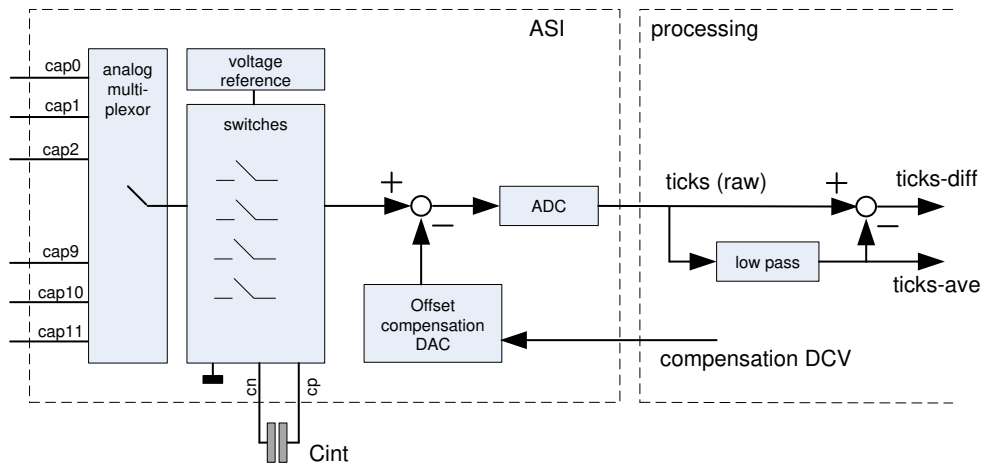 ASI
processing
cap0
cap1
cap2
cap9
cap10
cap11
analog
multi-
plexor
voltage
reference
switches
+
−
ADC
Offset
compensation
DAC
cn
cp
Cint
ticks (raw)
low pass
+
−
ticks-diff
ticks-ave
compensation DCV